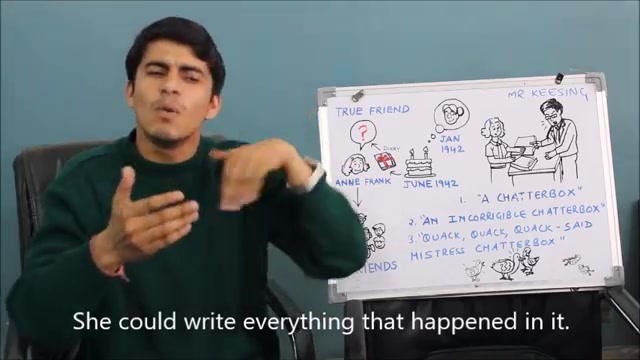 TRUE FRIEND
MR KEESING
?
DIARY
JAN
1942
ANNE FRANK
JUNE 1942
1. "A CHATTERBOX"
2. "AN INCORRIGIBLE CHATTERBOX"
3. "QUACK, QUACK, QUACK - SAID
MISTRESS CHATTERBOX"
She could write everything that happened in it.